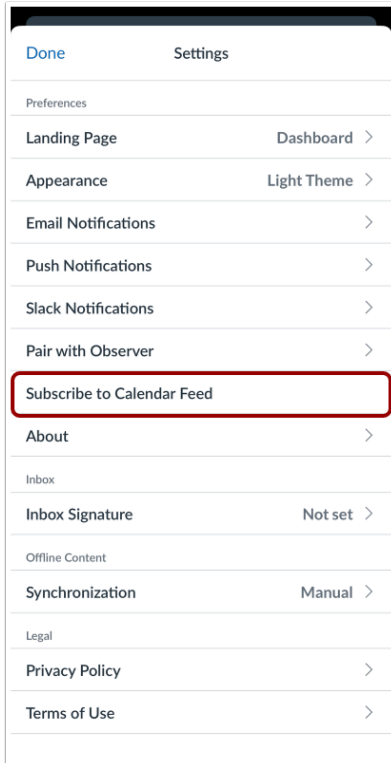 Done Settings
Preferences
Landing Page Dashboard
Appearance Light Theme
Email Notifications
Push Notifications
Slack Notifications
Pair with Observer
Subscribe to Calendar Feed
About
Inbox
Inbox Signature Not set
Offline Content
Synchronization Manual
Legal
Privacy Policy
Terms of Use